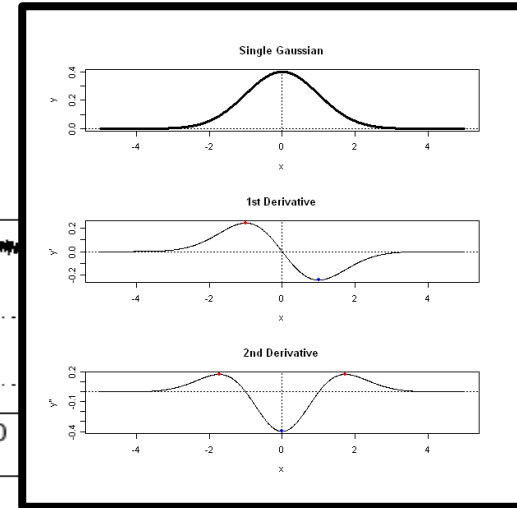 Single Gaussian
y
0.0 0.2 0.4
-4 -2 0 2 4
x
1st Derivative
y'
-0.2 0.0 0.2
-4 -2 0 2 4
x
2nd Derivative
y''
-0.4 -0.1 0.2
-4 -2 0 2 4
x
0